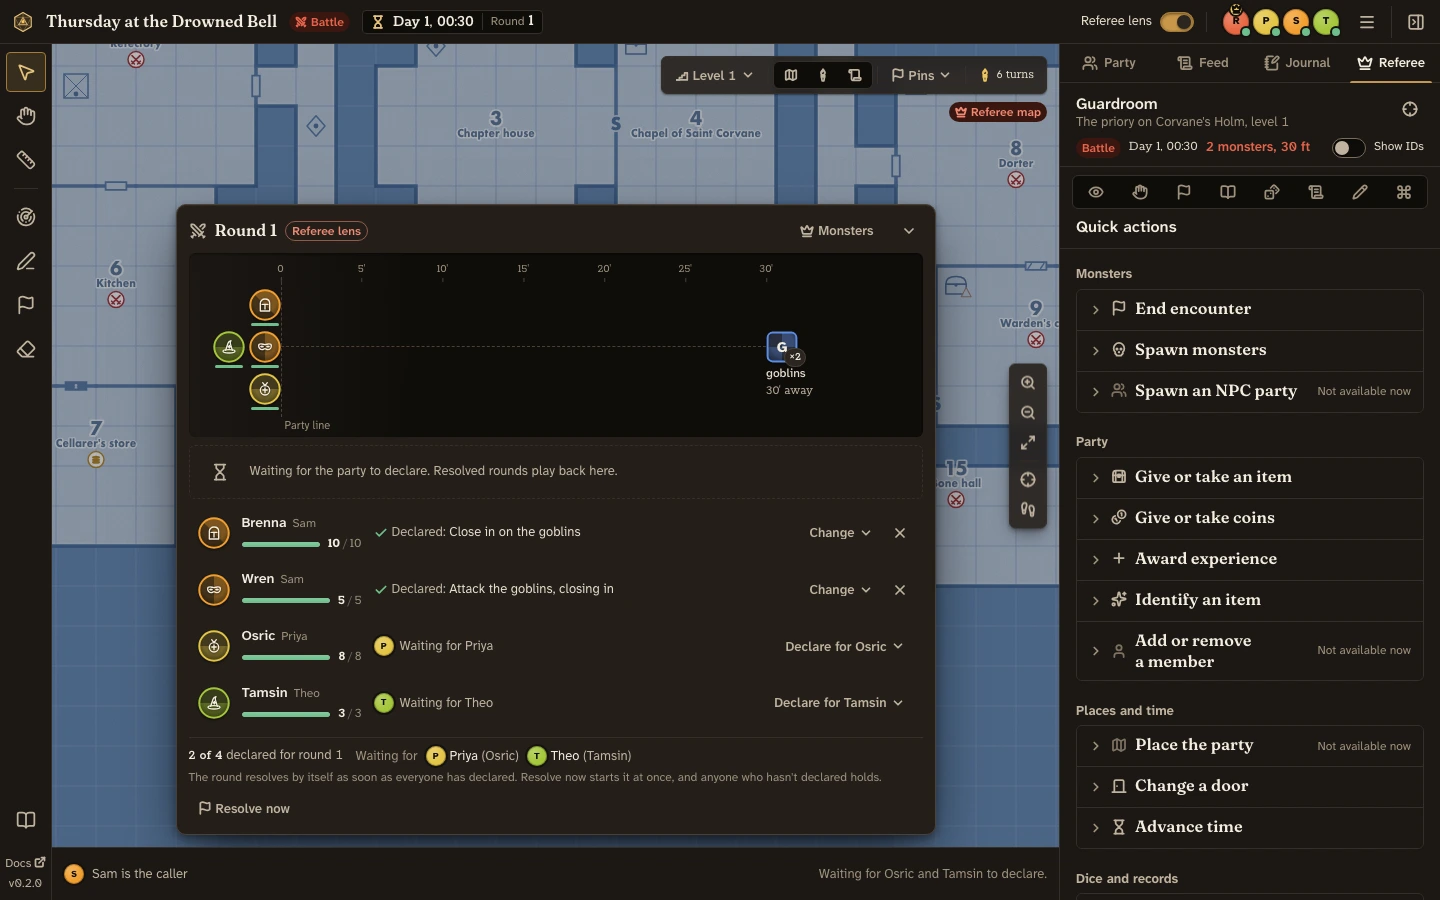 Thursday at the Drowned Bell
Battle
Day 1, 00:30
Round 1
Referee lens
R
P
S
T
Level 1
Pins
6 turns
Referee map
Party
Feed
Journal
Referee
Guardroom
The priory on Corvane's Holm, level 1
Battle
Day 1, 00:30
2 monsters, 30 ft
Show IDs
Quick actions
Monsters
End encounter
Spawn monsters
Spawn an NPC party
Not available now
Party
Give or take an item
Give or take coins
Award experience
Identify an item
Add or remove
a member
Not available now
Places and time
Place the party
Not available now
Change a door
Advance time
Dice and records
Refectory
3
Chapter house
S
4
Chapel of Saint Corvane
8
Dorter
6
Kitchen
9
Warden's c
7
Cellarer's store
15
one hall
Round 1
Referee lens
Monsters
0
5'
10'
15'
20'
25'
30'
G
×2
goblins
30' away
Party line
Waiting for the party to declare. Resolved rounds play back here.
Brenna Sam
10 / 10
Declared: Close in on the goblins
Change
Wren Sam
5 / 5
Declared: Attack the goblins, closing in
Change
Osric Priya
8 / 8
P
Waiting for Priya
Declare for Osric
Tamsin Theo
3 / 3
T
Waiting for Theo
Declare for Tamsin
2 of 4 declared for round 1
Waiting for P Priya (Osric) T Theo (Tamsin)
The round resolves by itself as soon as everyone has declared. Resolve now starts it at once, and anyone who hasn't declared holds.
Resolve now
Docs
v0.2.0
S
Sam is the caller
Waiting for Osric and Tamsin to declare.